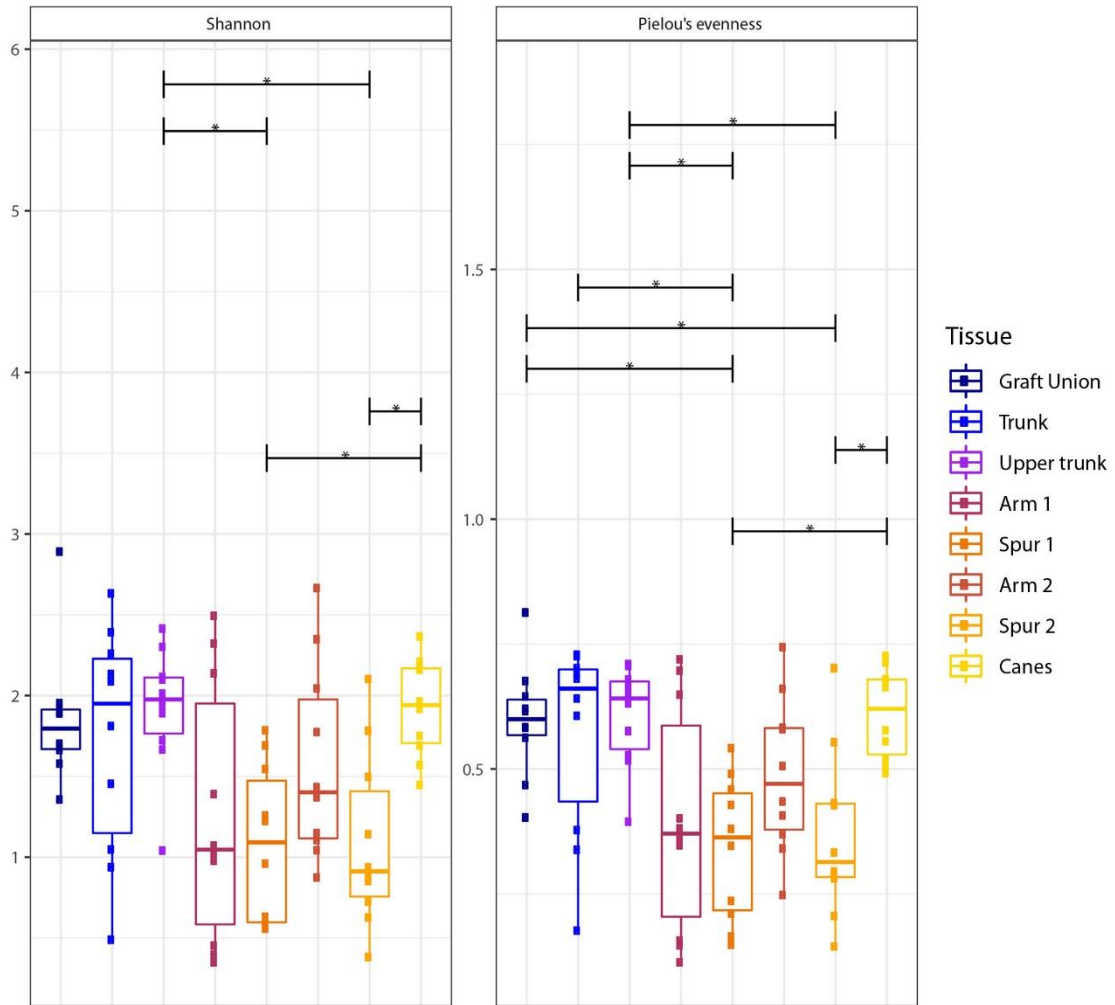 Shannon
Pielou's evenness
6
5
4
3
2
1
*
*
*
*
1.5
1.0
0.5
*
*
*
*
*
*
*
Tissue
Graft Union
Trunk
Upper trunk
Arm 1
Spur 1
Arm 2
Spur 2
Canes